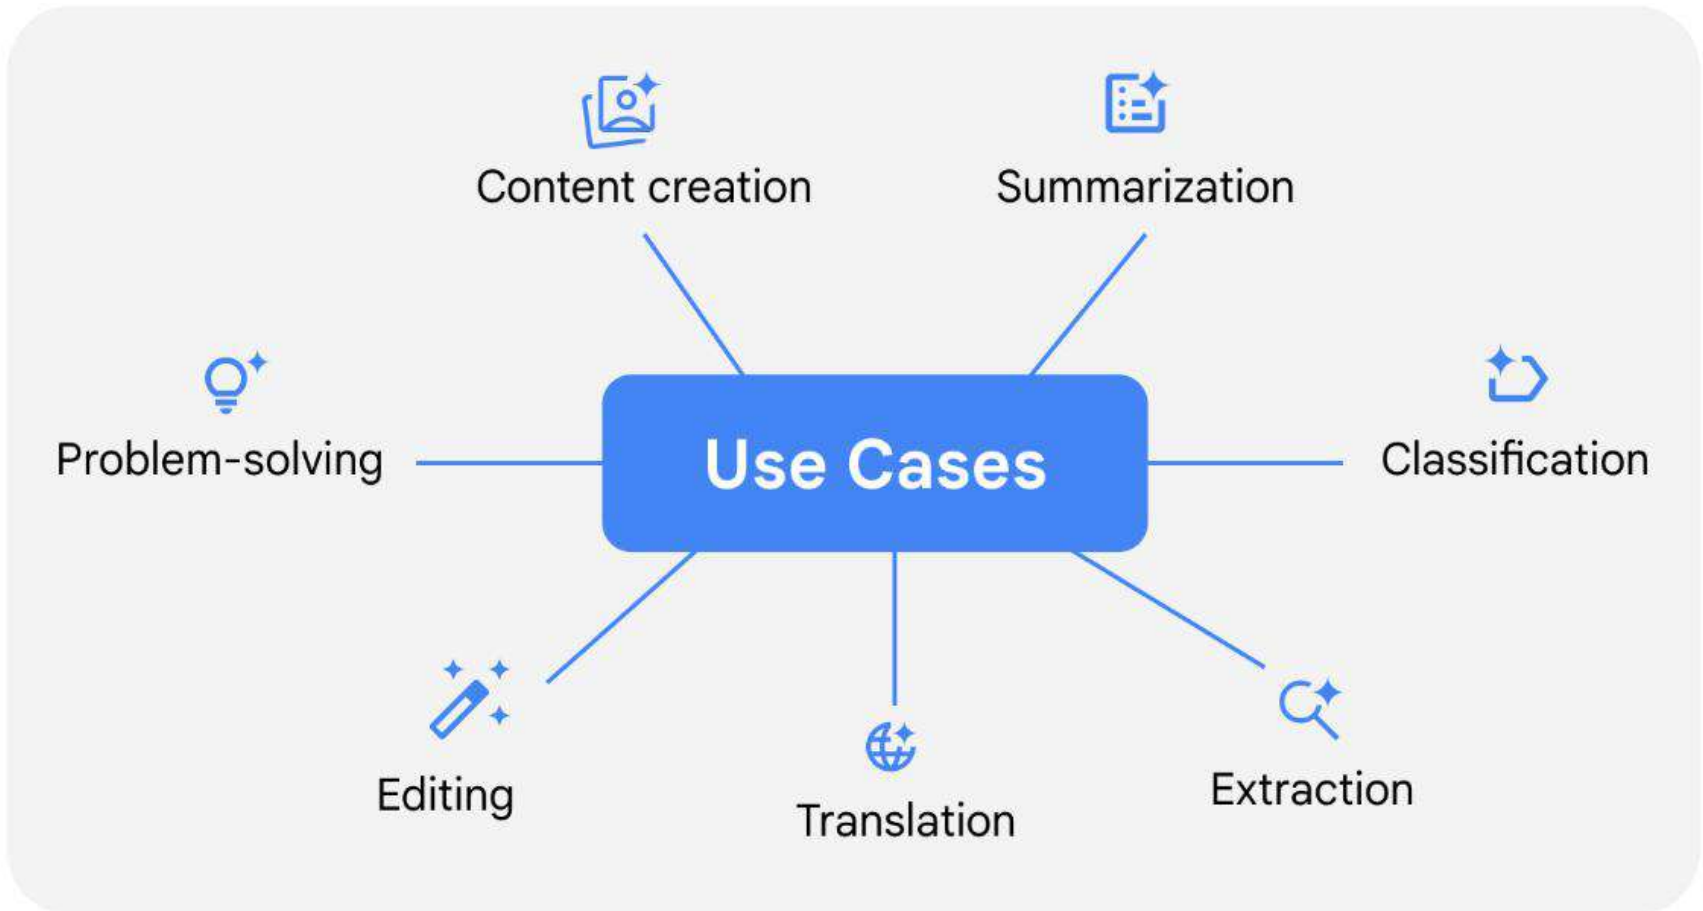 Content creation
Summarization
Problem-solving
Use Cases
Classification
Editing
Translation
Extraction